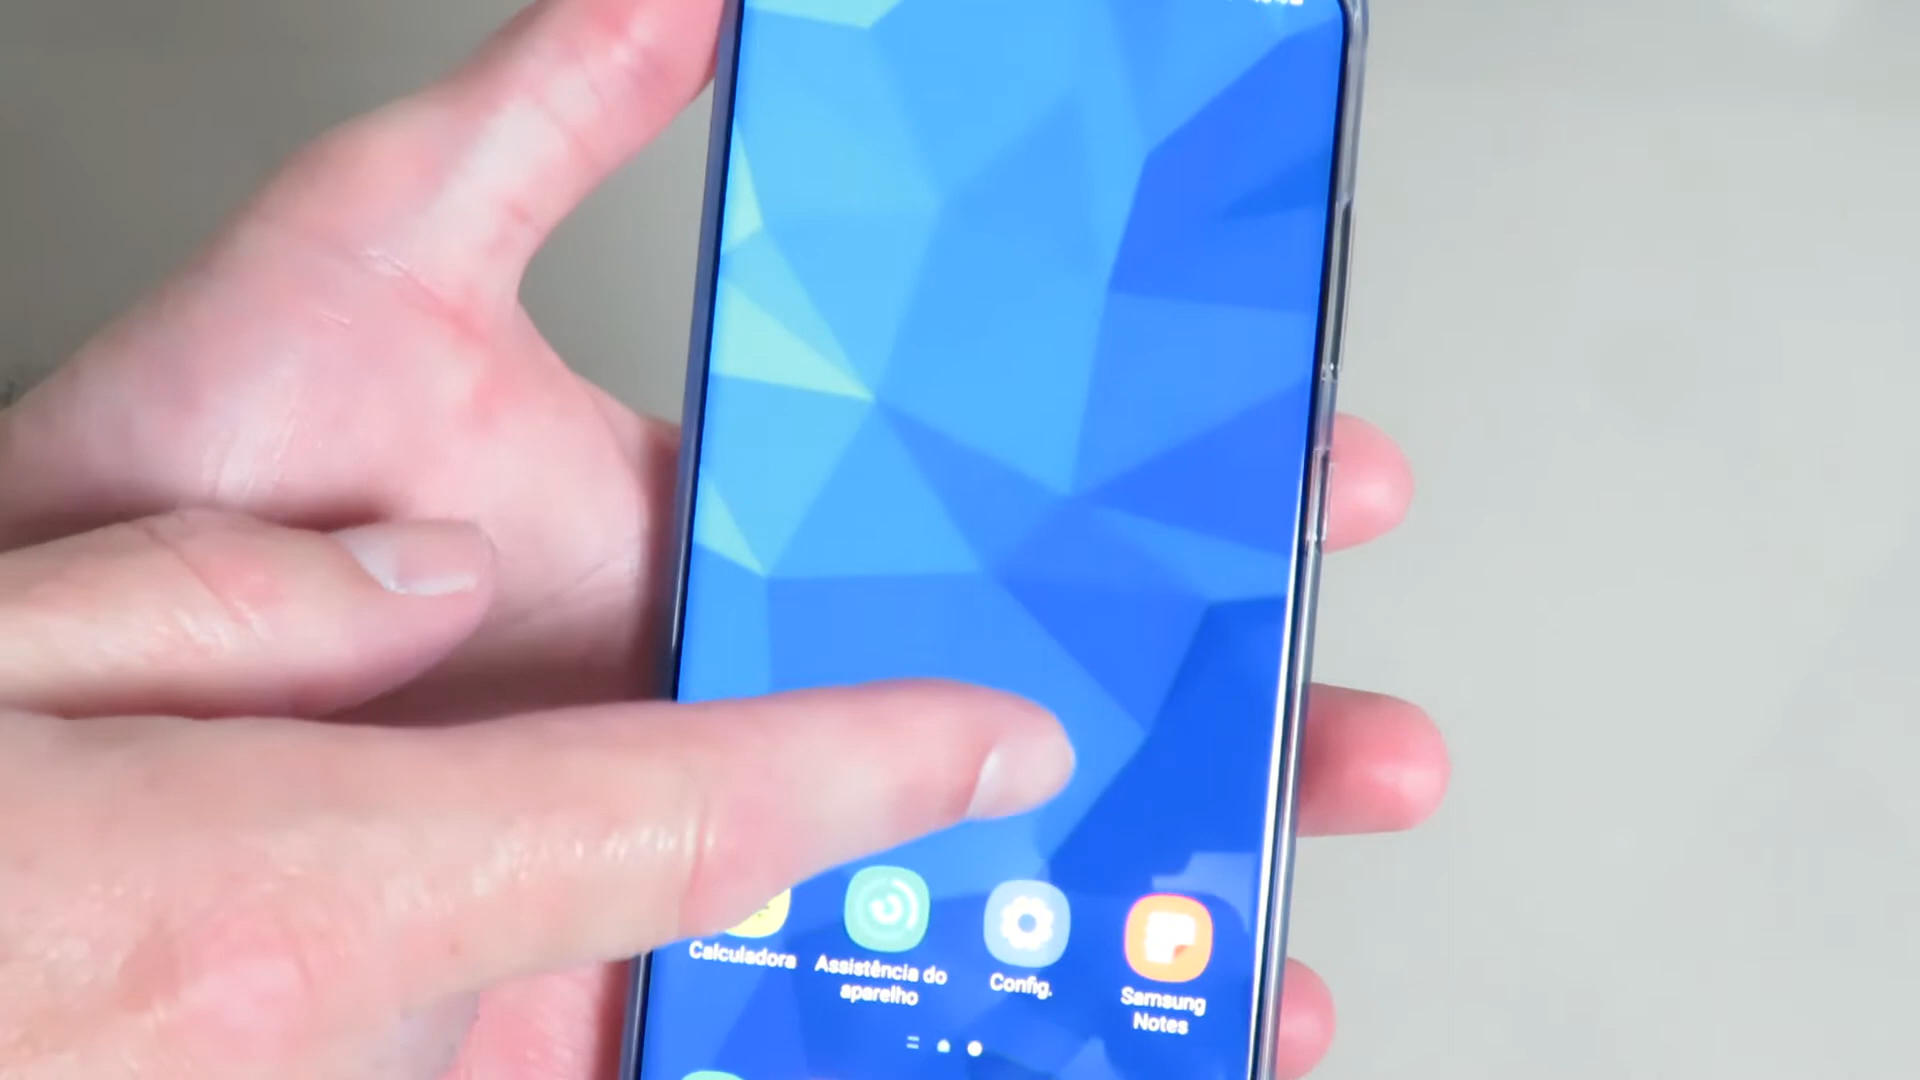 Calculadora
Assistência do
aparelho
Config.
Samsung
Notes